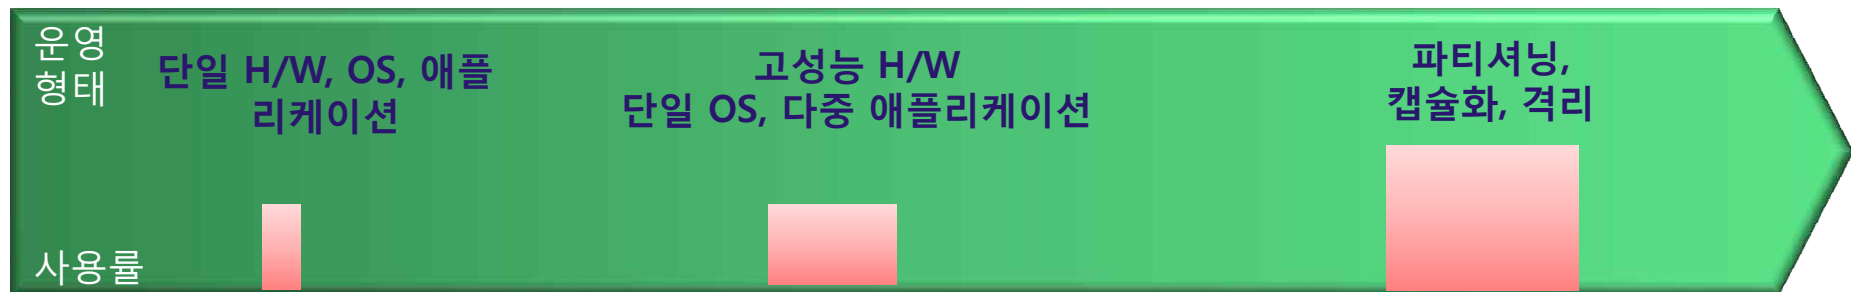 운영
형태
단일 H/W, OS, 애플
리케이션
고성능 H/W
단일 OS, 다중 애플리케이션
파티셔닝,
캡슐화, 격리
사용률